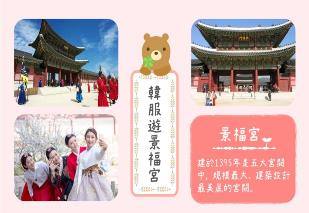 韓服遊景福宮
景福宮
建於1395年是五大宮闕
中，規模最大、建築設計
最美麗的宮闕。